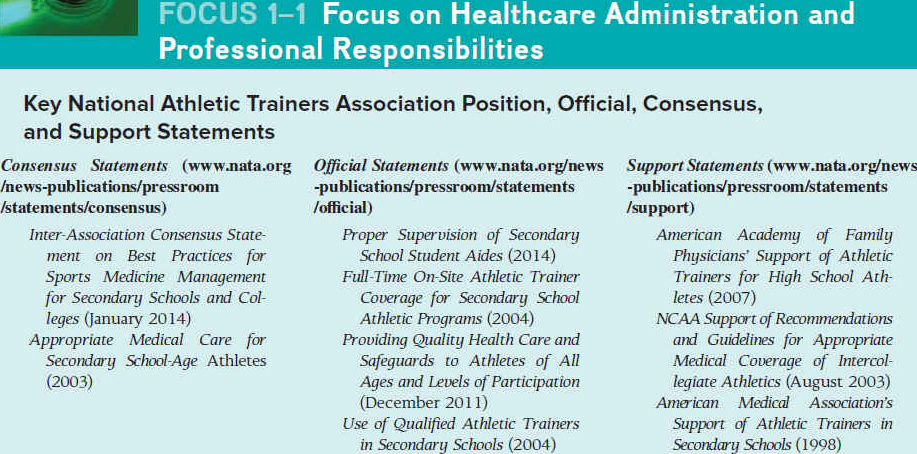 FOCUS 1–1 Focus on Healthcare Administration and
Professional Responsibilities
Key National Athletic Trainers Association Position, Official, Consensus,
and Support Statements
Consensus Statements (www.nata.org
/news-publications/pressroom
/statements/consensus)
Inter-Association Consensus State-
ment on Best Practices for
Sports Medicine Management
for Secondary Schools and Col-
leges (January 2014)
Appropriate Medical Care for
Secondary School-Age Athletes
(2003)
Official Statements (www.nata.org/news
-publications/pressroom/statements
/official)
Proper Supervision of Secondary
School Student Aides (2014)
Full-Time On-Site Athletic Trainer
Coverage for Secondary School
Athletic Programs (2004)
Providing Quality Health Care and
Safeguards to Athletes of All
Ages and Levels of Participation
(December 2011)
Use of Qualified Athletic Trainers
in Secondary Schools (2004)
Support Statements (www.nata.org/news
-publications/pressroom/statements
/support)
American Academy of Family
Physicians’ Support of Athletic
Trainers for High School Ath-
letes (2007)
NCAA Support of Recommendations
and Guidelines for Appropriate
Medical Coverage of Intercol-
legiate Athletics (August 2003)
American Medical Association’s
Support of Athletic Trainers in
Secondary Schools (1998)